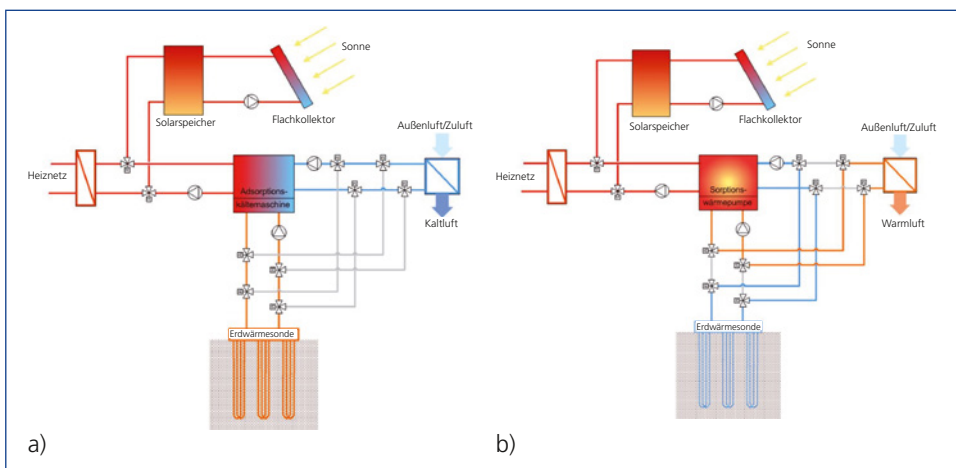 Sonne
Solarspeicher
Flachkollektor
Außenluft/Zuluft
Heiznetz
Adsorptions-
kältemaschine
Kaltluft
Erdwärmesonde
a)
Sonne
Solarspeicher
Flachkollektor
Außenluft/Zuluft
Heiznetz
Sorptions-
wärmepumpe
Warmluft
Erdwärmesonde
b)